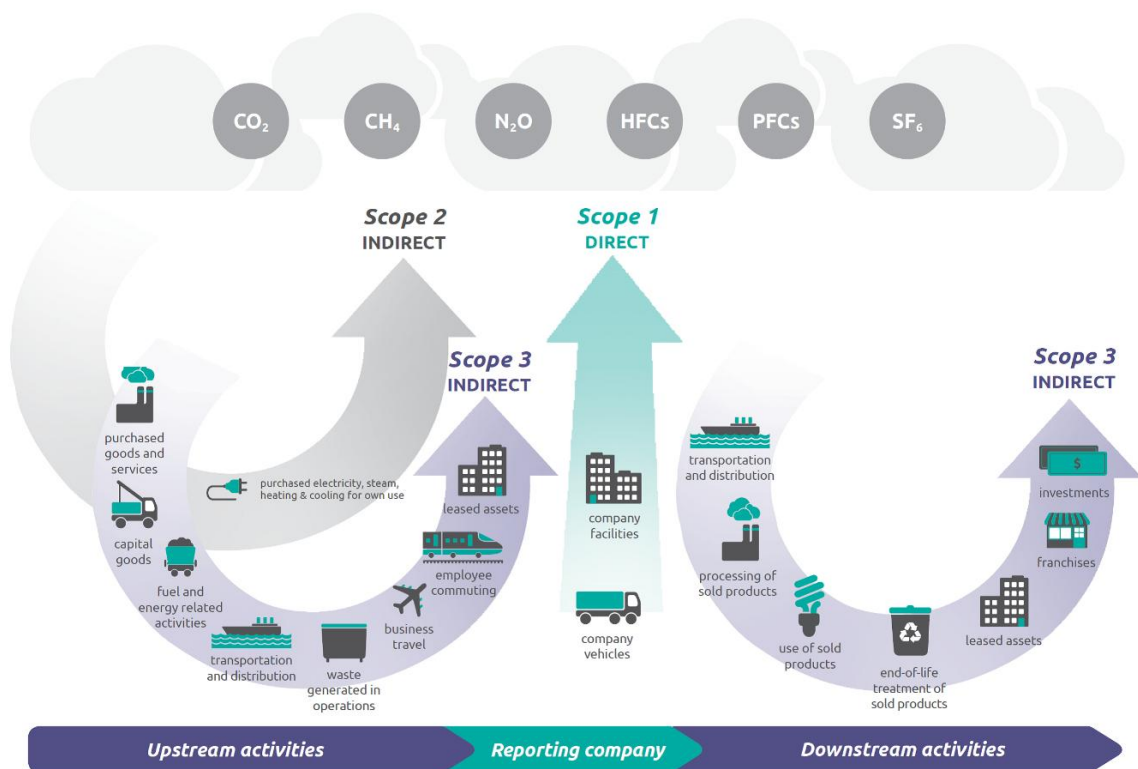 CO₂
CH₄
N₂O
HFCs
PFCs
SF₆
Scope 2
INDIRECT
Scope 1
DIRECT
Scope 3
INDIRECT
Scope 3
INDIRECT
purchased
goods and
services
capital
goods
fuel and
energy related
activities
purchased electricity, steam,
heating & cooling for own use
transportation
and distribution
waste
generated in
operations
business
travel
employee
commuting
leased assets
company
facilities
company
vehicles
transportation
and distribution
processing of
sold products
use of sold
products
end-of-life
treatment of
sold products
leased assets
franchises
$
investments
Upstream activities
Reporting company
Downstream activities